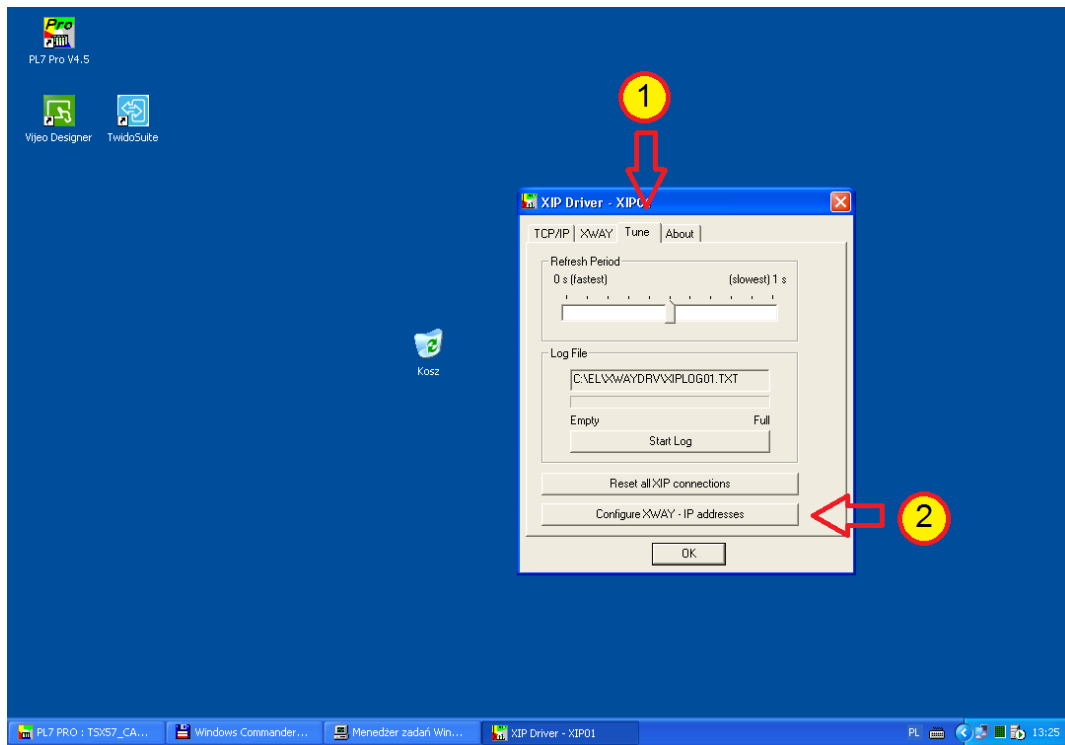 Pro
PL7 Pro V4.5
Vijeo Designer
TwidoSuite
1
XIP Driver - XIP01
TCP/IP
XWAY
Tune
About
Refresh Period
0 s (fastest)
(slowest) 1 s
Log File
C:\EL\XWAYDRV\XIPLOG01.TXT
Empty
Full
Start Log
Reset all XIP connections
Configure XWAY - IP addresses
2
OK
Kosz
PL7 PRO : TSX57_CA...
Windows Commander...
Menedżer zadań Win...
XIP Driver - XIP01
PL
13:25